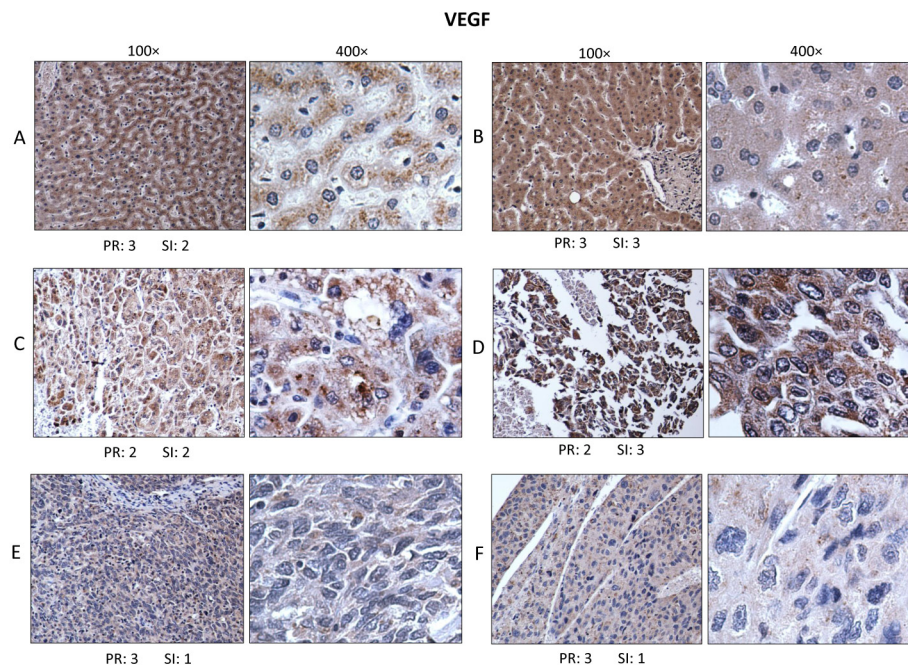 VEGF
100× 400×
100× 400×
A
PR: 3 SI: 2
B
PR: 3 SI: 3
C
PR: 2 SI: 2
D
PR: 2 SI: 3
E
PR: 3 SI: 1
F
PR: 3 SI: 1